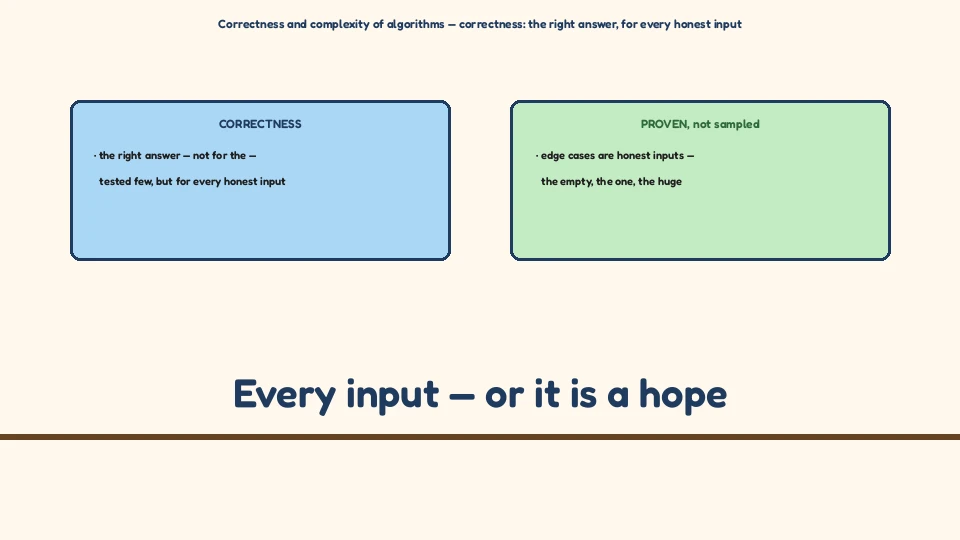 Correctness and complexity of algorithms — correctness: the right answer, for every honest input
CORRECTNESS
· the right answer — not for the —
tested few, but for every honest input
PROVEN, not sampled
· edge cases are honest inputs —
the empty, the one, the huge
Every input — or it is a hope